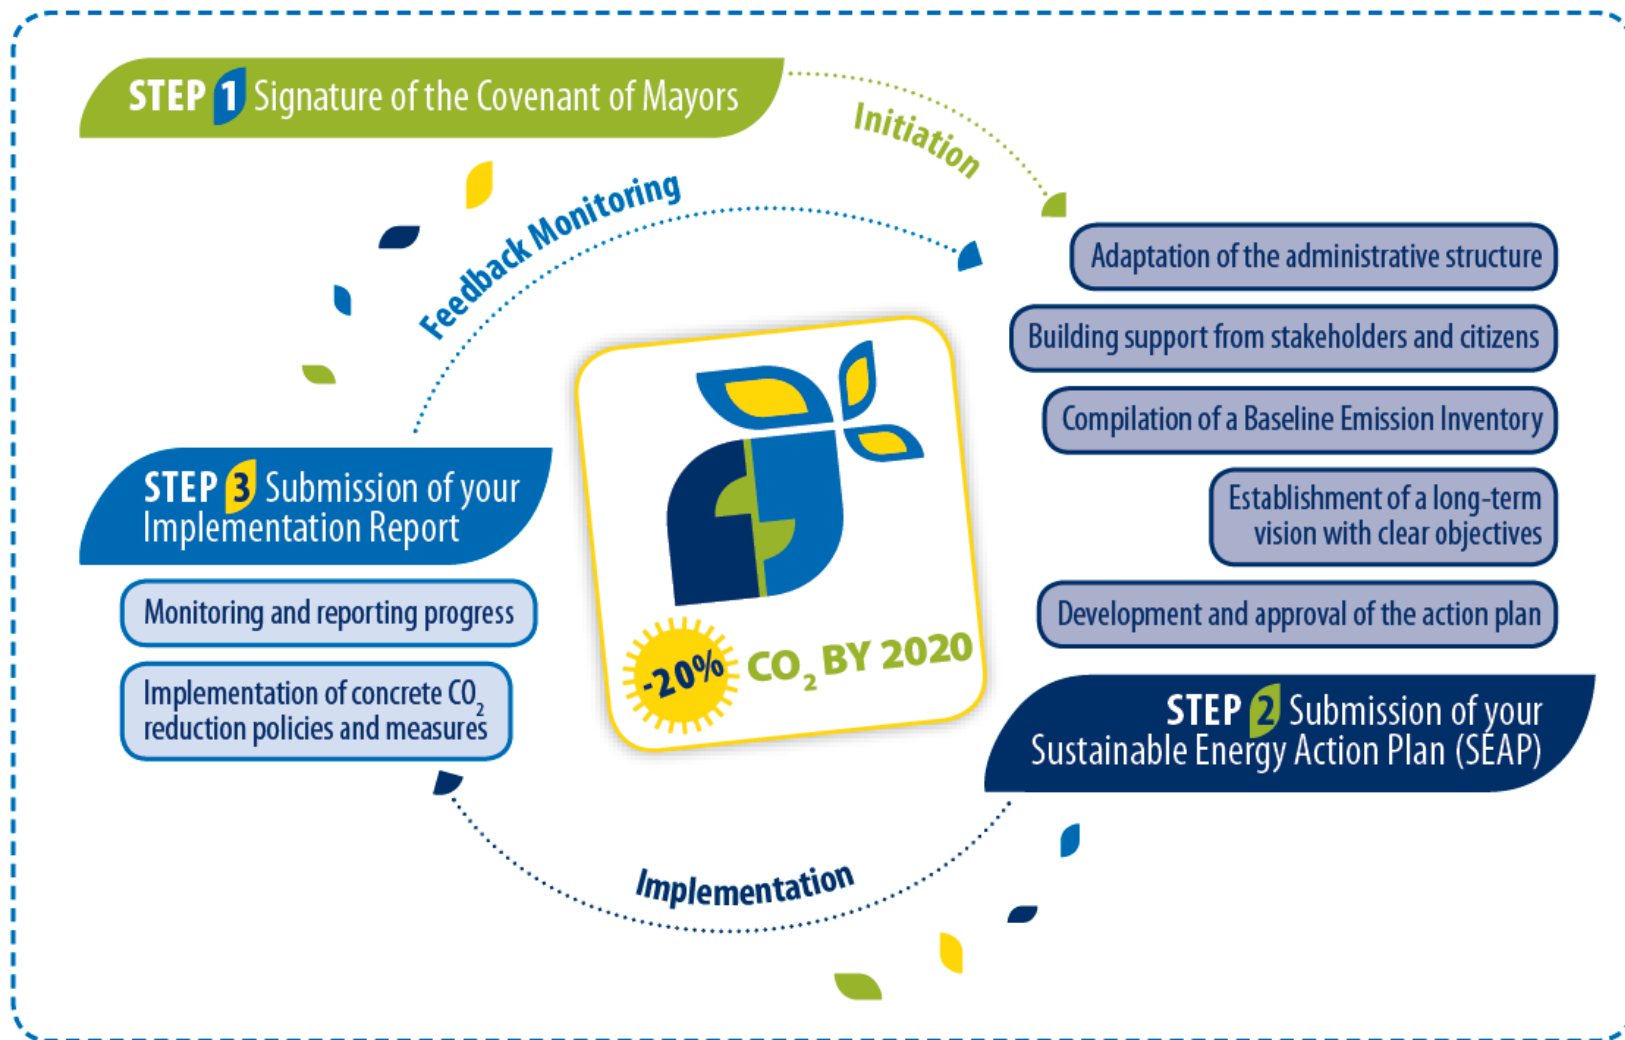 STEP 1 Signature of the Covenant of Mayors
Initiation
Feedback Monitoring
Adaptation of the administrative structure
Building support from stakeholders and citizens
Compilation of a Baseline Emission Inventory
Establishment of a long-term
vision with clear objectives
Development and approval of the action plan
STEP 2 Submission of your
Sustainable Energy Action Plan (SEAP)
Implementation
STEP 3 Submission of your
Implementation Report
Monitoring and reporting progress
Implementation of concrete CO₂
reduction policies and measures
-20% CO₂ BY 2020